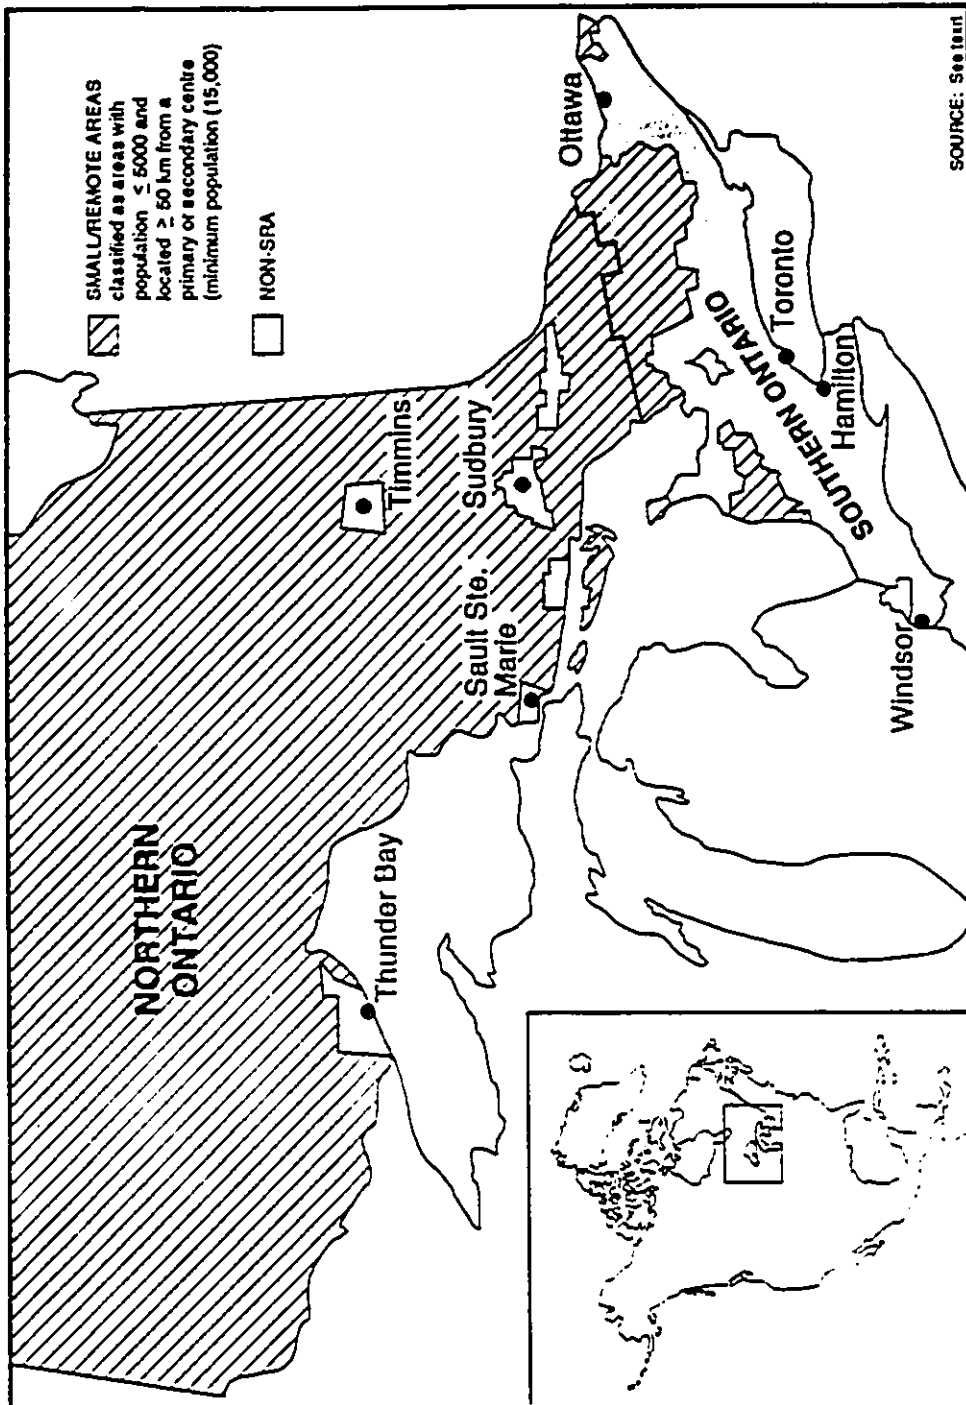 SMALL/REMOTE AREAS
classified as areas with
population ≤ 5000 and
located ≥ 50 km from a
primary or secondary centre
(minimum population (15,000)
NON-SRA
NORTHERN
ONTARIO
Timmins
Sudbury
Sault Ste.
Marie
Thunder Bay
Ottawa
SOUTHERN ONTARIO
Toronto
Hamilton
Windsor
SOURCE: See text